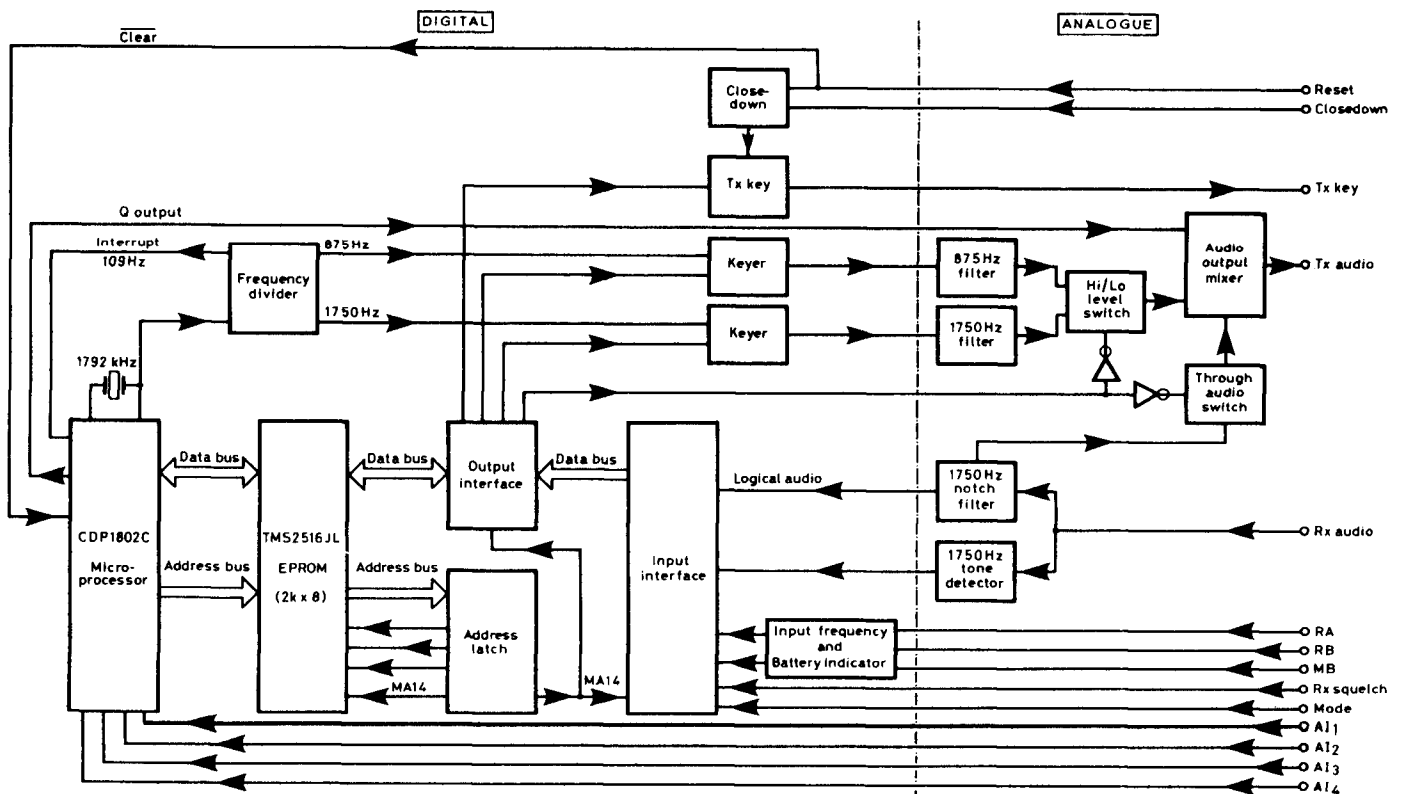 DIGITAL
ANALOGUE
Clear
Close-
down
Reset
Closedown
Tx key
Tx key
Q output
Interrupt
109Hz
Frequency
divider
875Hz
1750Hz
Keyer
Keyer
875Hz
filter
1750Hz
filter
Hi/Lo
level
switch
Audio
output
mixer
Tx audio
Through
audio
switch
1792 kHz
CDP1802C
Micro-
processor
Data bus
Address bus
TMS2516JL
EPROM
(2k x 8)
Data bus
Address bus
MA14
Output
interface
Address
latch
Data bus
MA14
Input
interface
Logical audio
1750Hz
notch
filter
1750Hz
tone
detector
Rx audio
Input frequency
and
Battery indicator
RA
RB
MB
Rx squelch
Mode
AI1
AI2
AI3
AI4